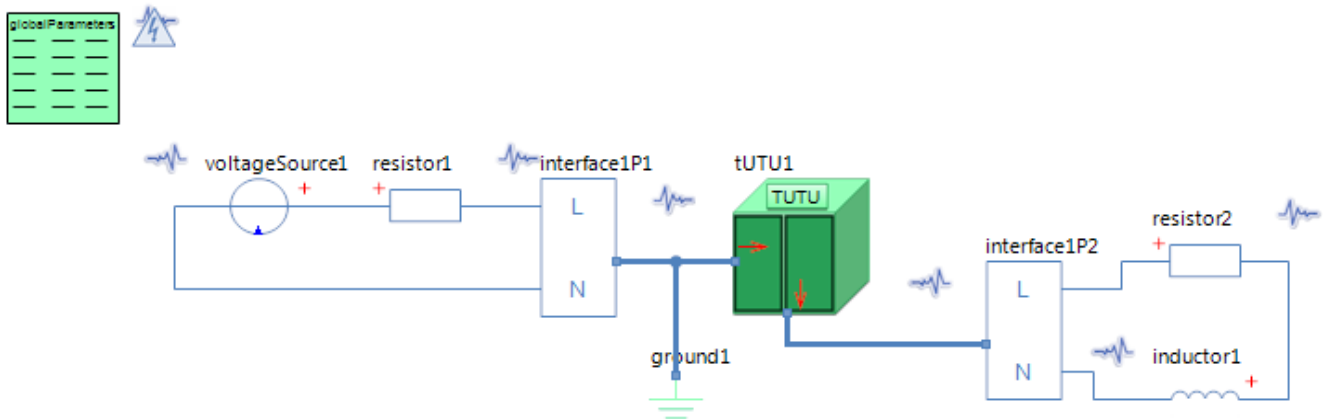 globalParameters
voltageSource1
resistor1
interface1P1
tUTU1
L
N
TUTU
ground1
interface1P2
L
N
resistor2
inductor1